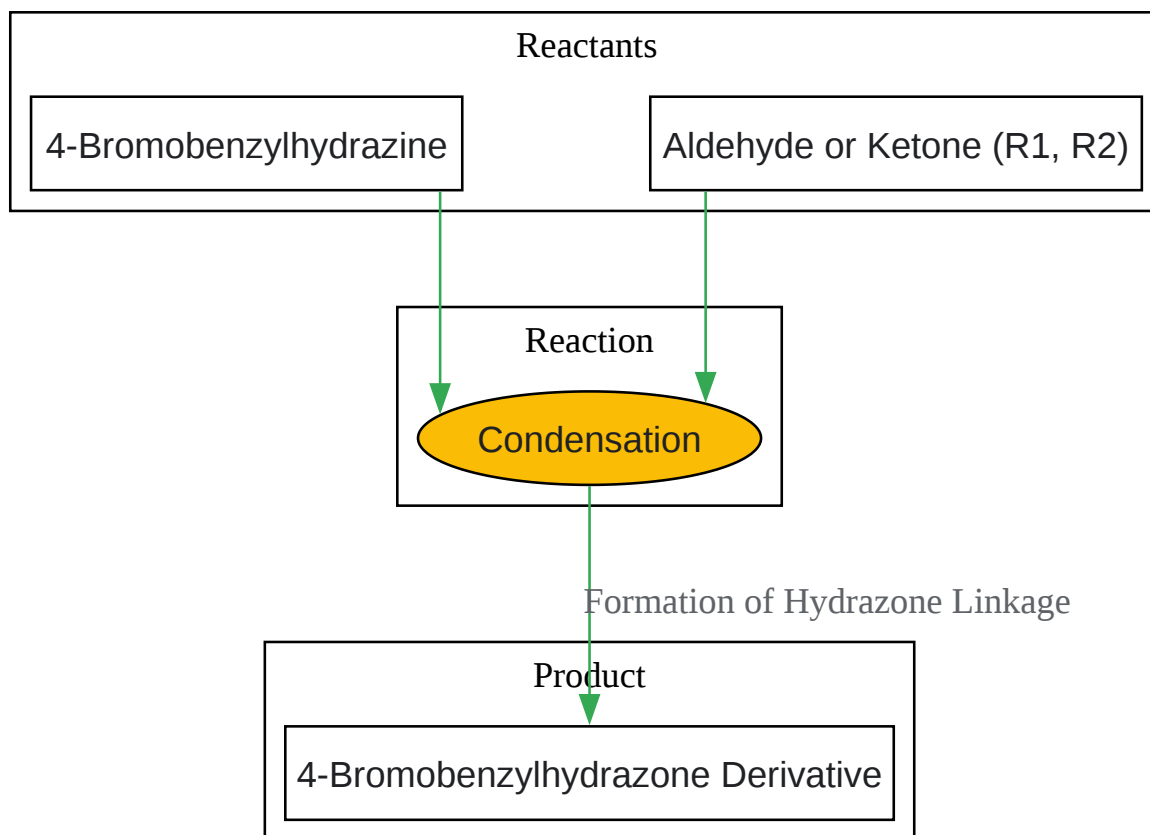 Reactants
4-Bromobenzylhydrazine
Aldehyde or Ketone (R1, R2)
Reaction
Condensation
Formation of Hydrazone Linkage
Product
4-Bromobenzylhydrazone Derivative